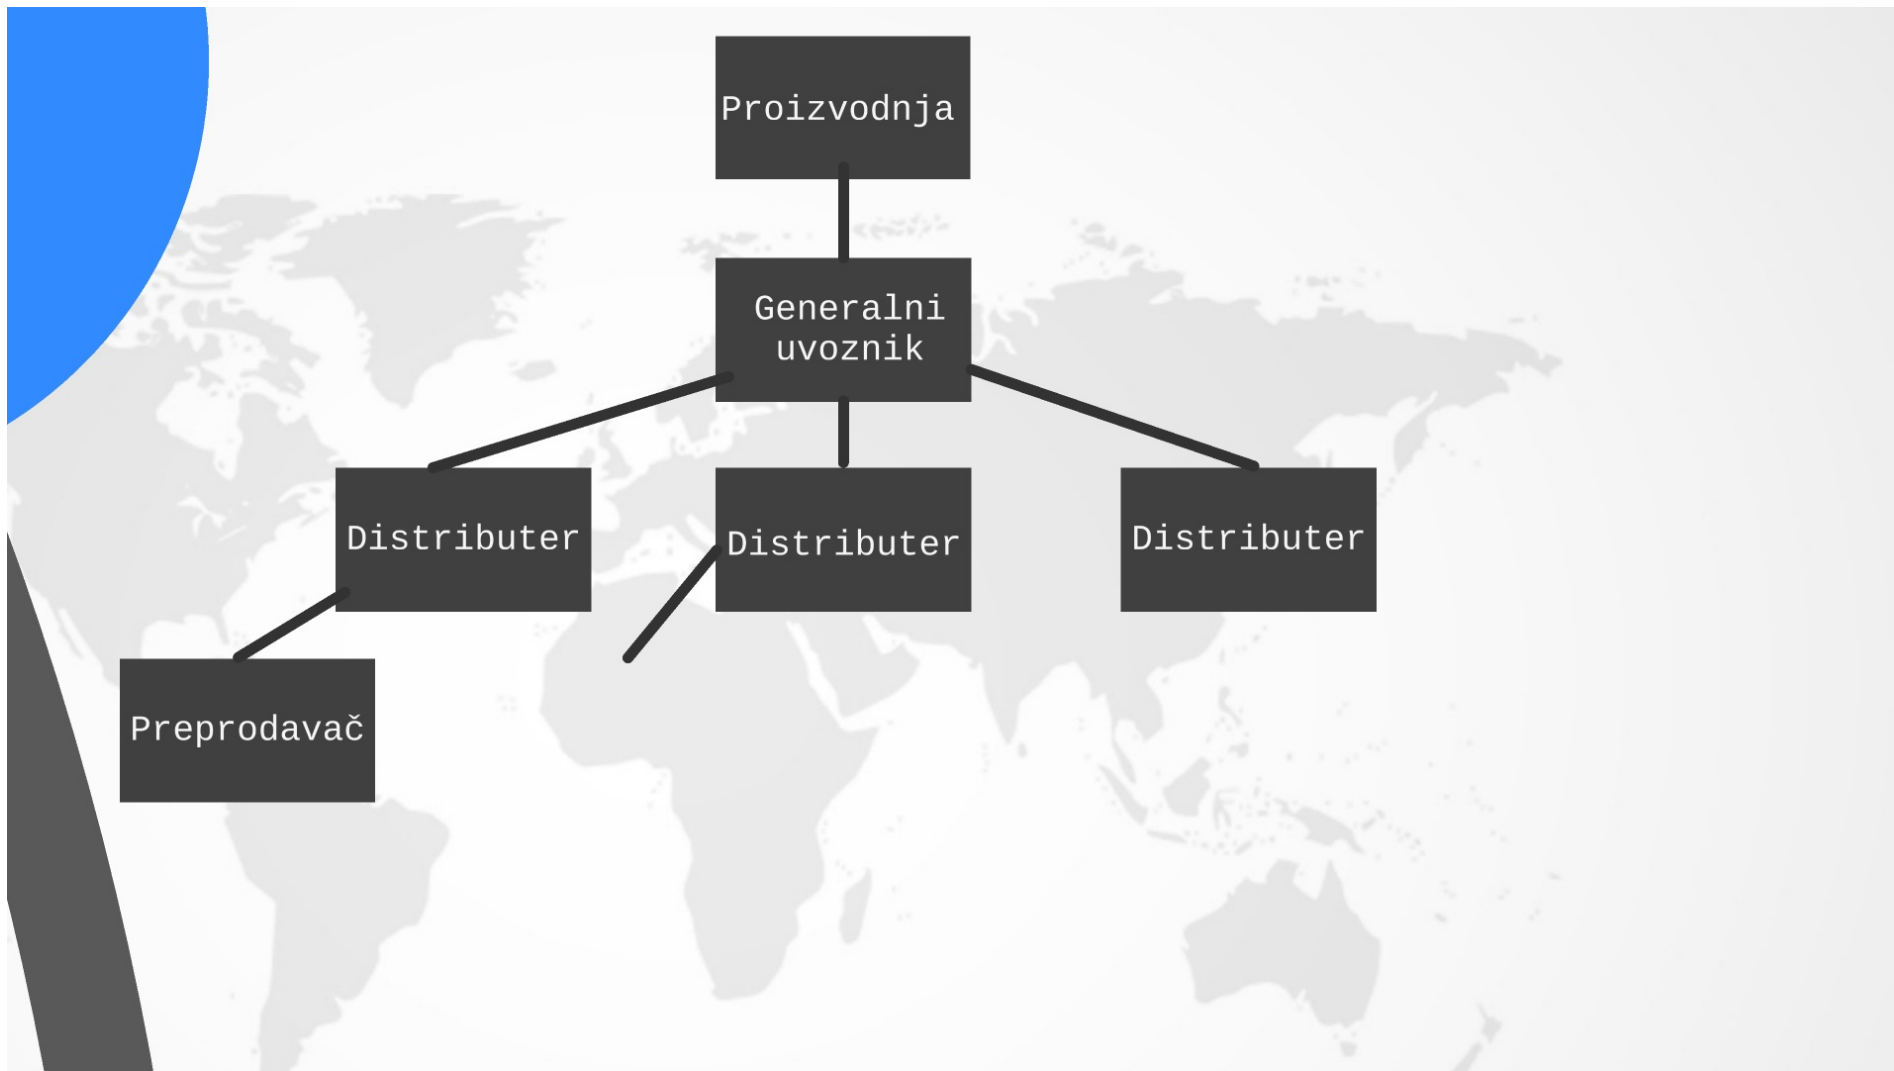 Proizvodnja
Generalni
uvoznik
Distributer
Distributer
Distributer
Preprodavač